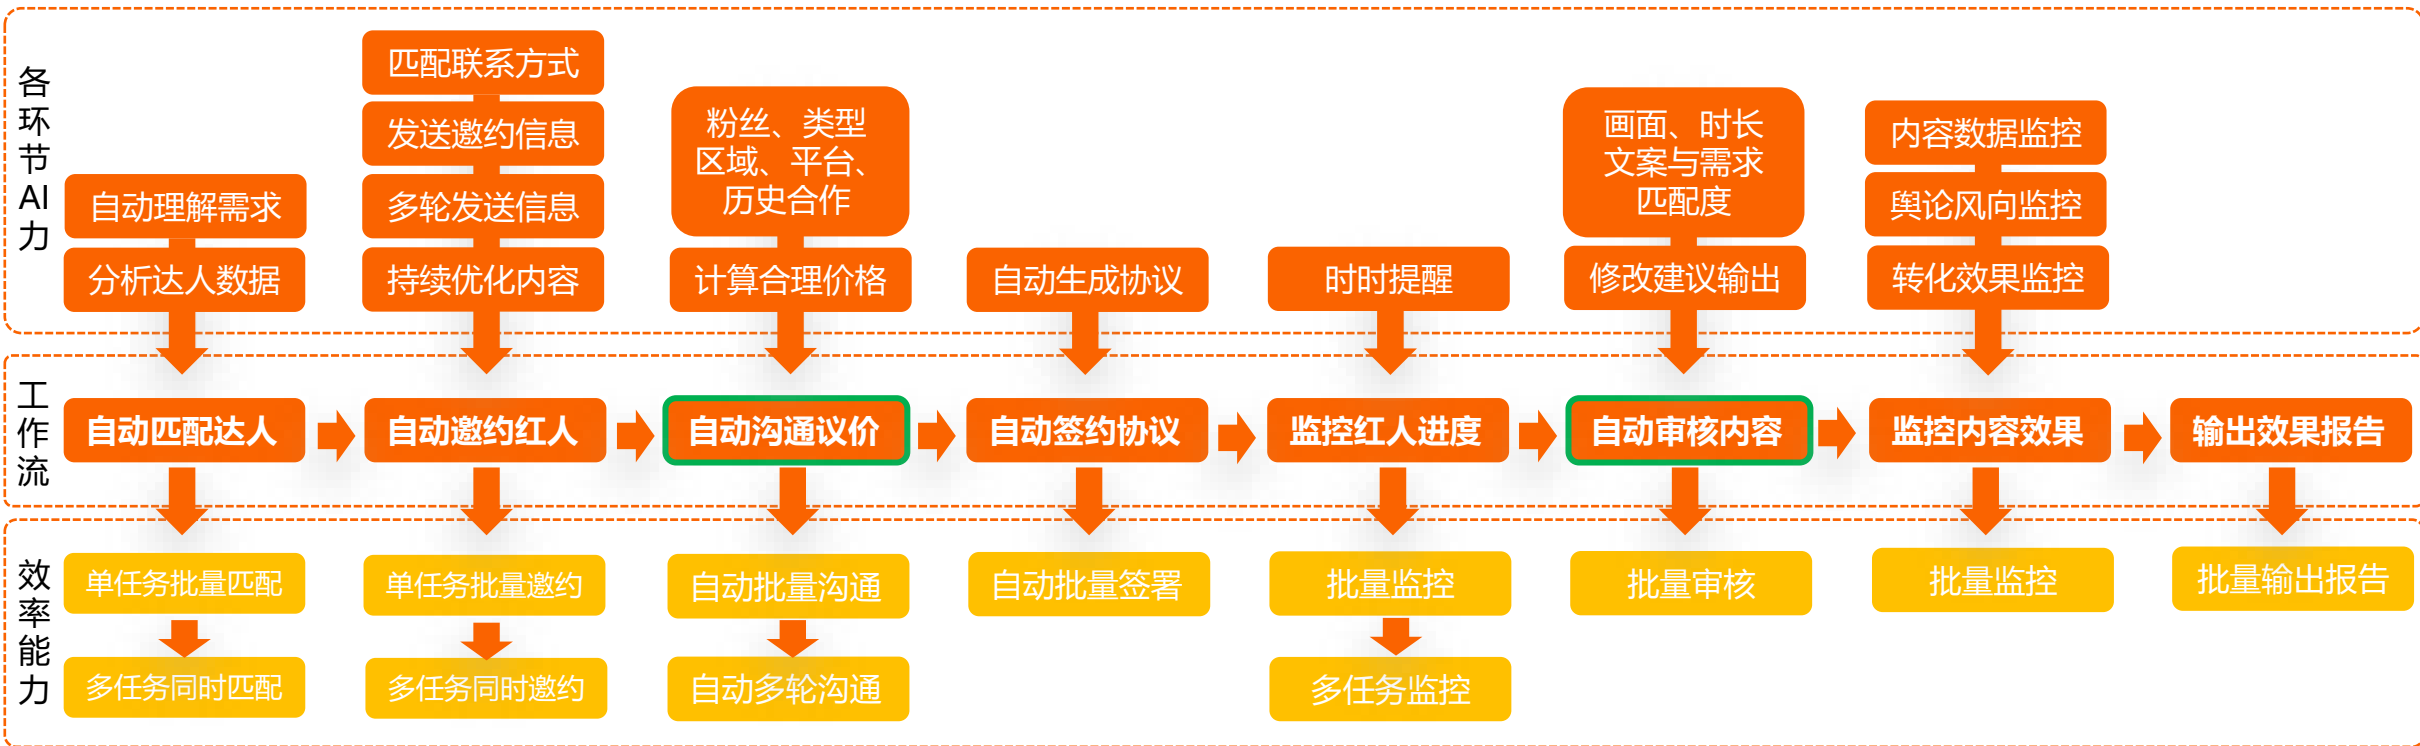 各
环
节
AI
力
匹配联系方式
发送邀约信息
多轮发送信息
持续优化内容
自动理解需求
分析达人数据
粉丝、类型
区域、平台、
历史合作
计算合理价格
自动生成协议
时时提醒
画面、时长
文案与需求
匹配度
修改建议输出
内容数据监控
舆论风向监控
转化效果监控
工
作
流
自动匹配达人
自动邀约红人
自动沟通议价
自动签约协议
监控红人进度
自动审核内容
监控内容效果
输出效果报告
效
率
能
力
单任务批量匹配
单任务批量邀约
自动批量沟通
自动批量签署
批量监控
批量审核
批量监控
批量输出报告
多任务同时匹配
多任务同时邀约
自动多轮沟通
多任务监控